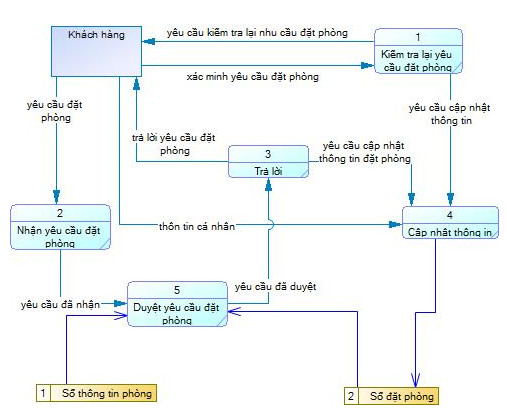 Khách hàng
yêu cầu kiểm tra lại nhu cầu đặt phòng
1
Kiểm tra lại yêu
cầu đặt phòng
xác minh yêu cầu đặt phòng
yêu cầu đặt
phòng
yêu cầu cập nhật
thông tin
trả lời yêu cầu đặt
phòng
3
Trả lời
yêu cầu cập nhật
thông tin đặt phòng
2
Nhận yêu cầu đặt
phòng
thôn tin cá nhân
4
Cập nhật thông in
yêu cầu đã nhận
5
Duyệt yêu cầu đặt
phòng
yêu cầu đã duyệt
1 Sổ thông tin phòng
2 Sổ đặt phòng